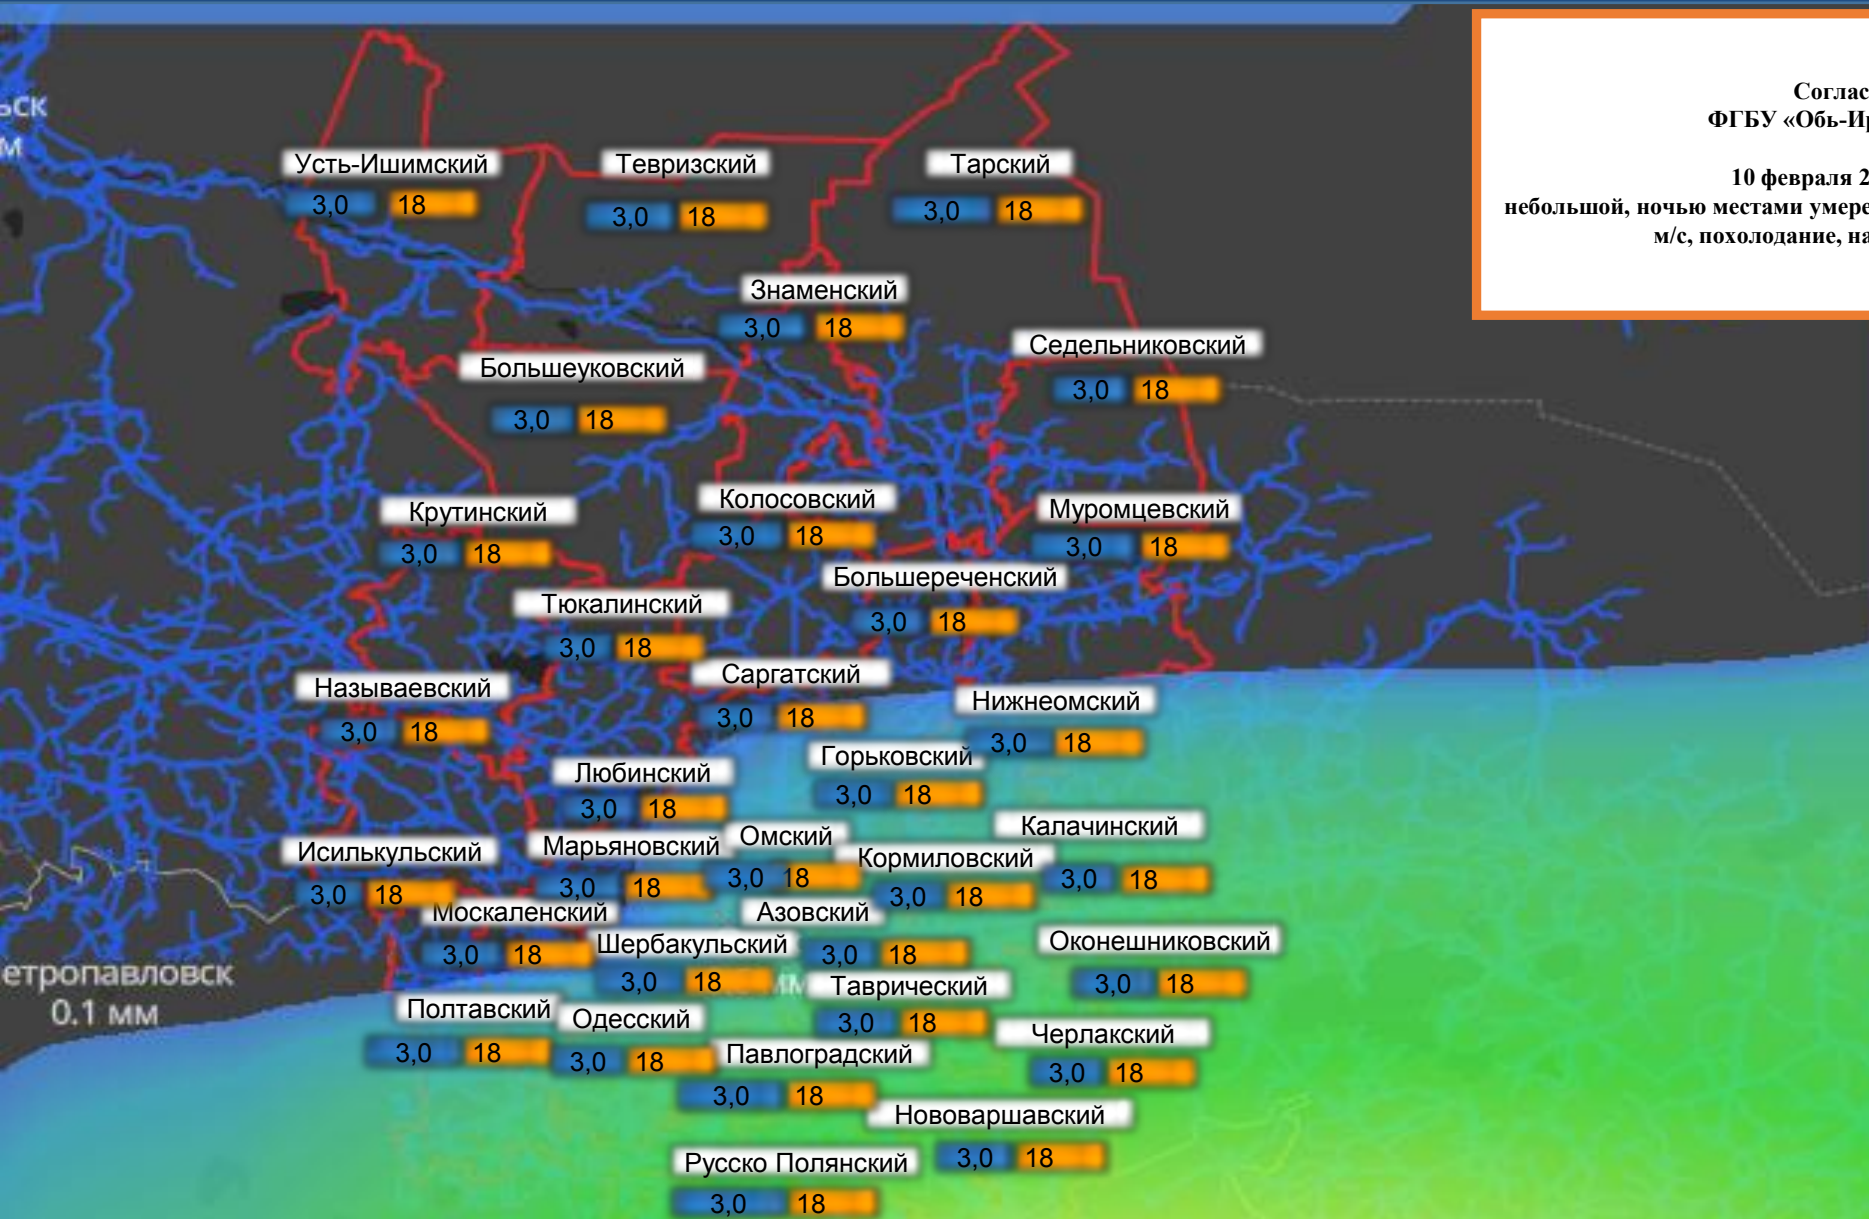 ьск
м
Соглас
ФГБУ «Обь-Ир
10 февраля 2
небольшой, ночью местами умере
м/с, похолодание, на
Усть-Ишимский
3,0 18
Тевризский
3,0 18
Тарский
3,0 18
Знаменский
3,0 18
Седельниковский
3,0 18
Большеуковский
3,0 18
Крутинский
3,0 18
Колосовский
3,0 18
Муромцевский
3,0 18
Большереченский
3,0 18
Тюкалинский
3,0 18
Саргатский
3,0 18
Называевский
3,0 18
Нижнеомский
3,0 18
Горьковский
3,0 18
Любинский
3,0 18
Калачинский
3,0 18
Омский
3,0 18
Марьяновский
3,0 18
Исилькульский
3,0 18
Кормиловский
3,0 18
Москаленский
3,0 18
Азовский
3,0 18
Шербакульский
3,0 18
Оконешниковский
3,0 18
етропавловск
0.1 мм
мм
Таврический
3,0 18
Полтавский
3,0 18
Одесский
3,0 18
Черлакский
3,0 18
Павлоградский
3,0 18
Нововаршавский
3,0 18
Русско Полянский
3,0 18